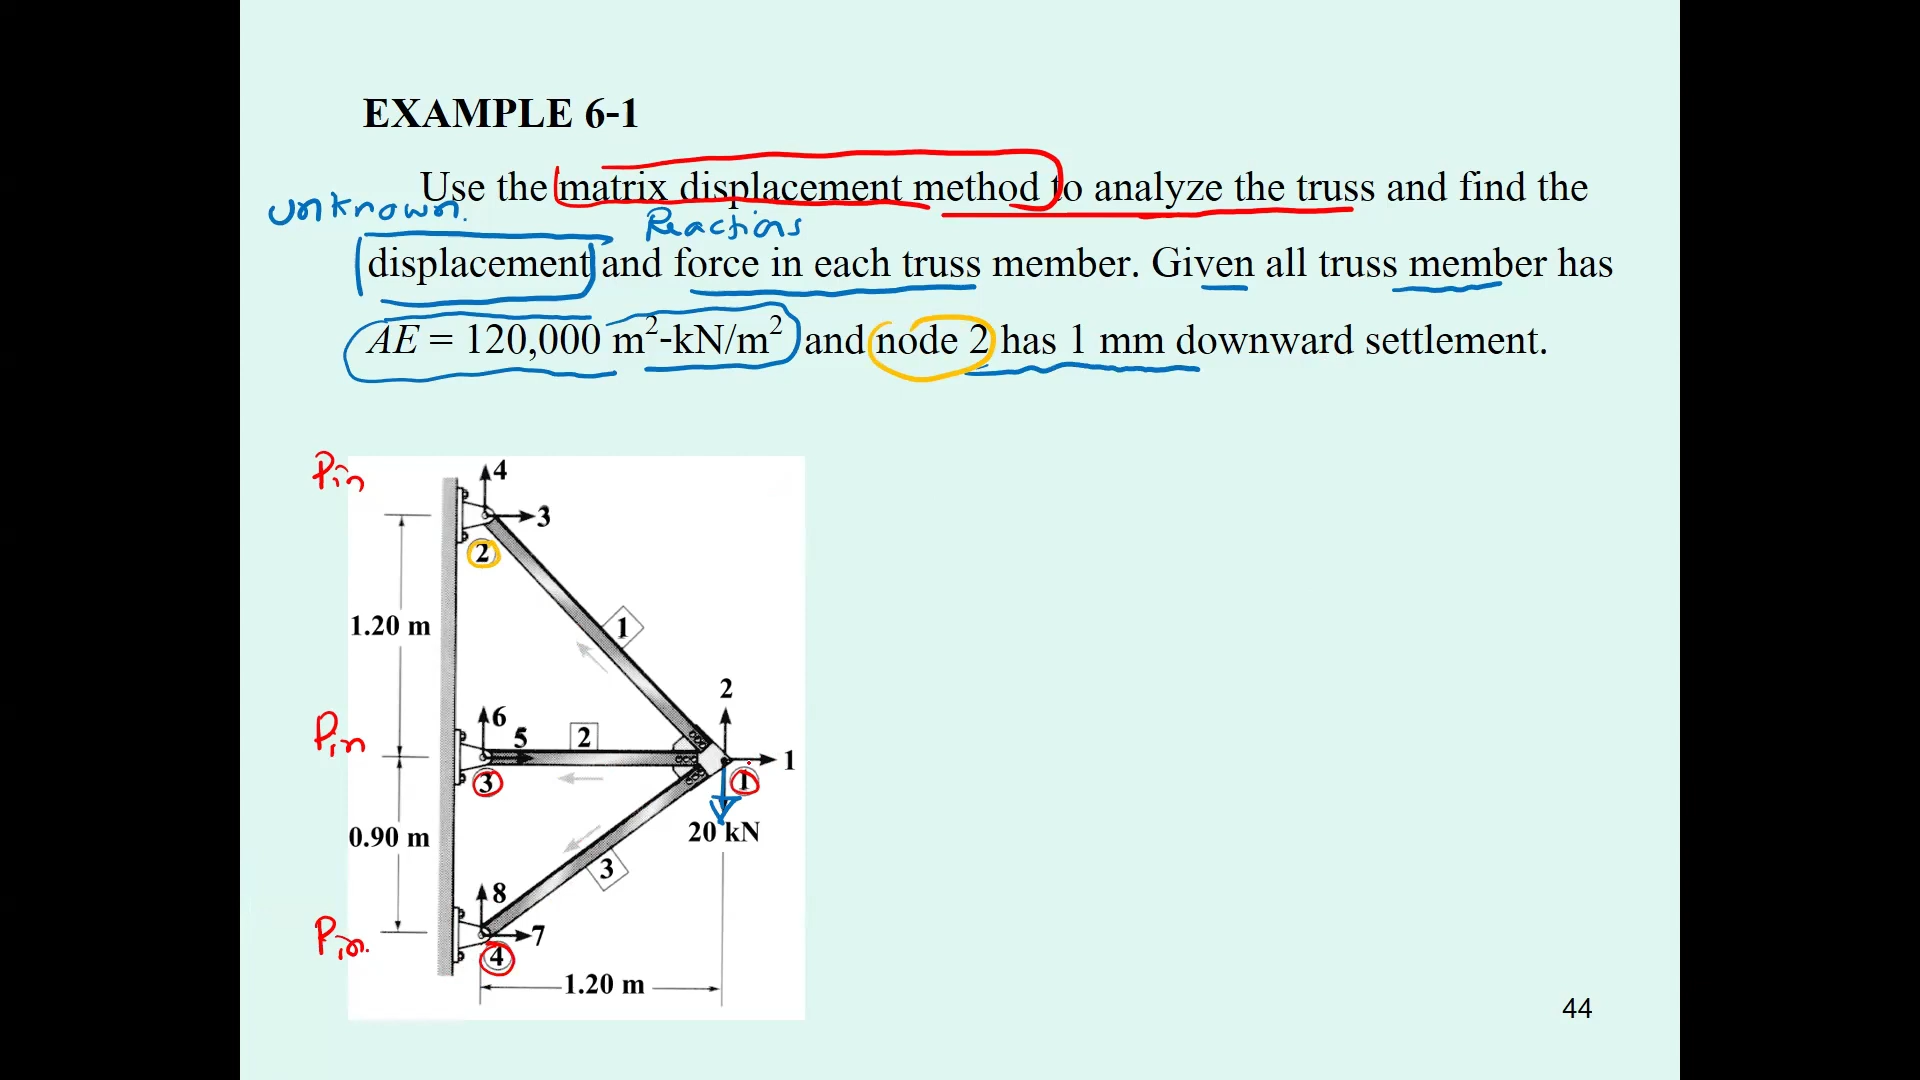 EXAMPLE 6-1
Use the matrix displacement method to analyze the truss and find the
unknown.
Reactions
displacement and force in each truss member. Given all truss member has
AE = 120,000 m²-kN/m² and node 2 has 1 mm downward settlement.
Pin
4
3
2
1.20 m
1
2
Pin
6
5
2
1
3
1
0.90 m
20 kN
3
8
Pin.
7
4
1.20 m
44